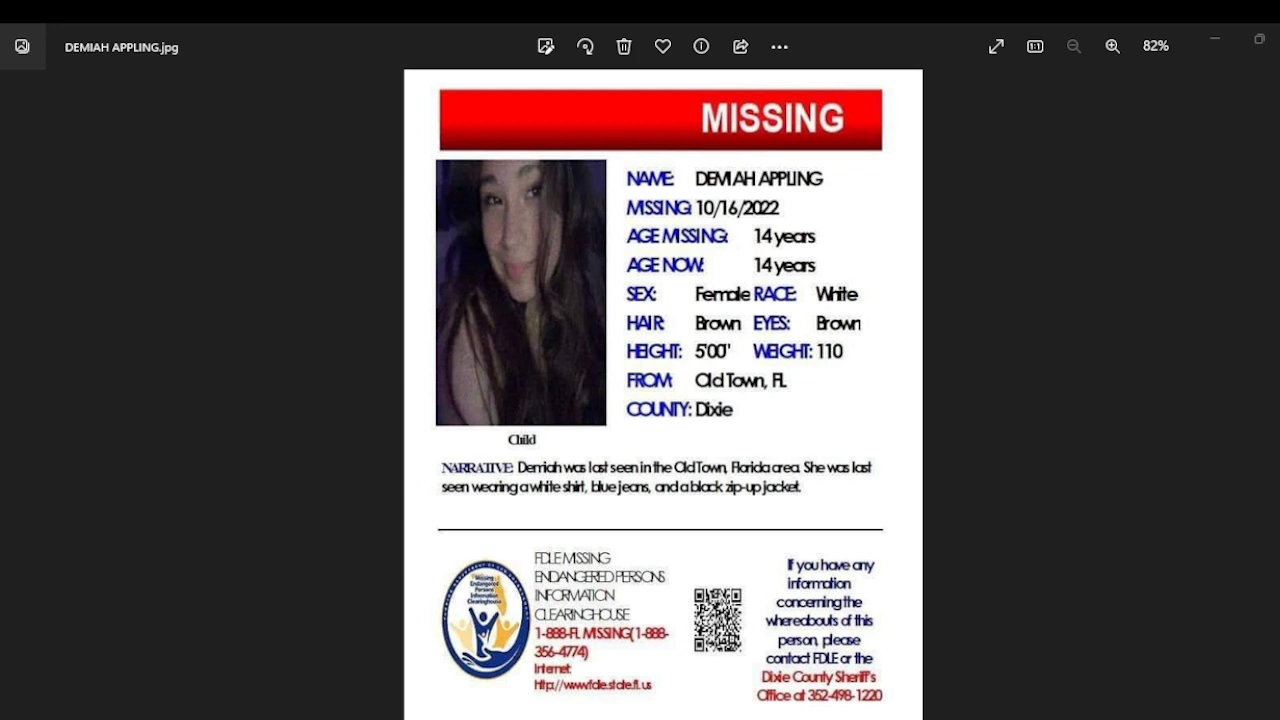 DEMIAH APPLING.jpg
82%
MISSING
NAME: DEMIAH APPLING
MISSING: 10/16/2022
AGE MISSING: 14 years
AGE NOW: 14 years
SEX: Female RACE: White
HAIR: Brown EYES: Brown
HEIGHT: 5'00" WEIGHT: 110
FROM: Old Town, FL
COUNTY: Dixie
Child
NARRATIVE: Demiah was last seen in the Old Town, Florida area. She was last
seen wearing a white shirt, blue jeans, and a black zip-up jacket.
Missing
Endangered
Persons
Information
Clearinghouse
FDLE MISSING
ENDANGERED PERSONS
INFORMATION
CLEARINGHOUSE
1-888-FL MISSING(1-888-
356-4774)
Internet:
http://www.fdle.state.fl.us
If you have any
information
concerning the
whereabouts of this
person, please
contact FDLE or the
Dixie County Sheriff's
Office at 352-498-1220